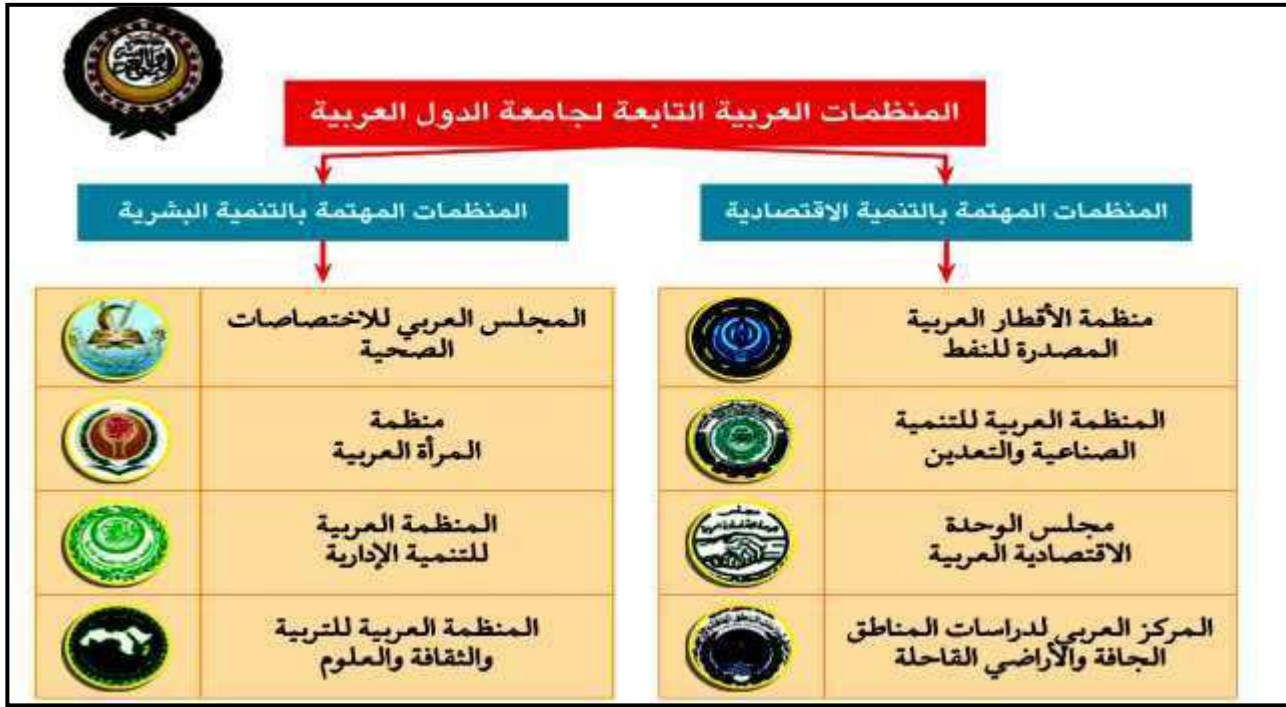 المنظمات العربية التابعة لجامعة الدول العربية
المنظمات المهتمة بالتنمية الاقتصادية
منظمة الأقطار العربية
المصدرة للنفط
المنظمة العربية للتنمية
الصناعية والتعدين
مجلس الوحدة
الاقتصادية العربية
المركز العربي لدراسات المناطق
الجافة والأراضي القاحلة
المنظمات المهتمة بالتنمية البشرية
المجلس العربي للاختصاصات
الصحية
منظمة
المرأة العربية
المنظمة العربية
للتنمية الإدارية
المنظمة العربية للتربية
والثقافة والعلوم